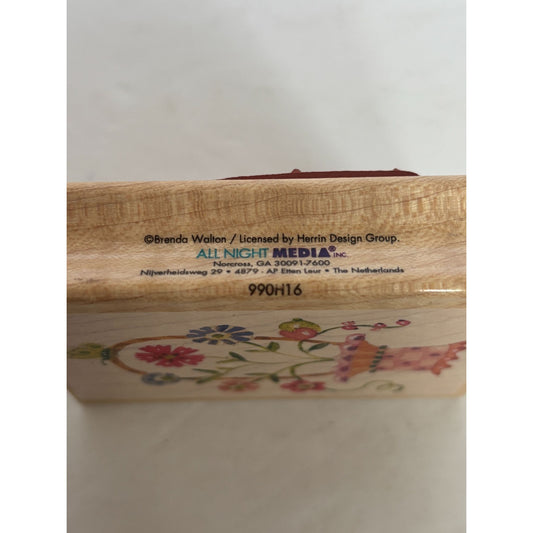 ©Brenda Walton / Licensed by Herrin Design Group.
ALL NIGHT MEDIA® INC.
Norcross, GA 30091-7600
Nijverheidsweg 29 • 4879 - AP Etten Leur • The Netherlands
990H16